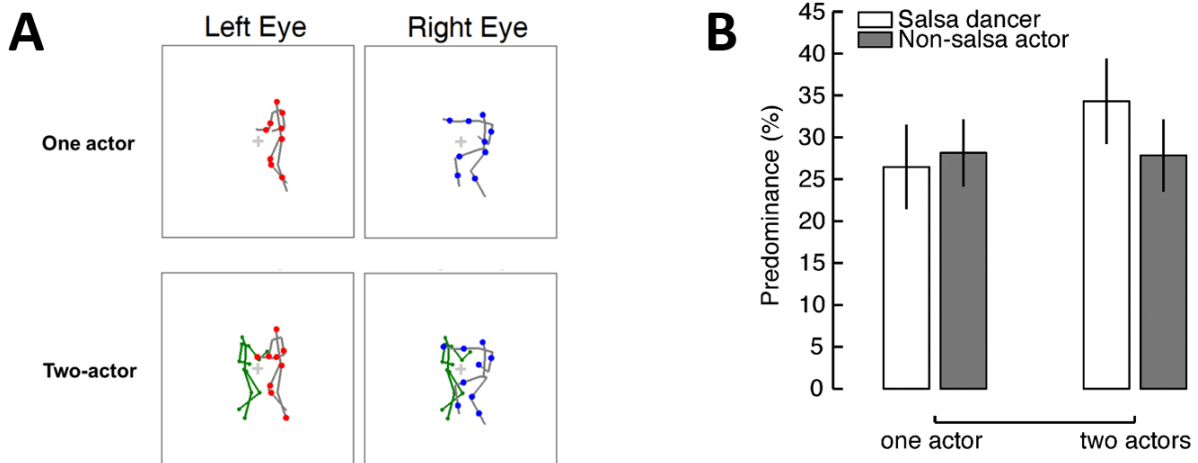 A
Left Eye
Right Eye
One actor
Two-actor
B
Salsa dancer
Non-salsa actor
Predominance (%)
45
40
35
30
25
20
15
10
5
0
one actor
two actors